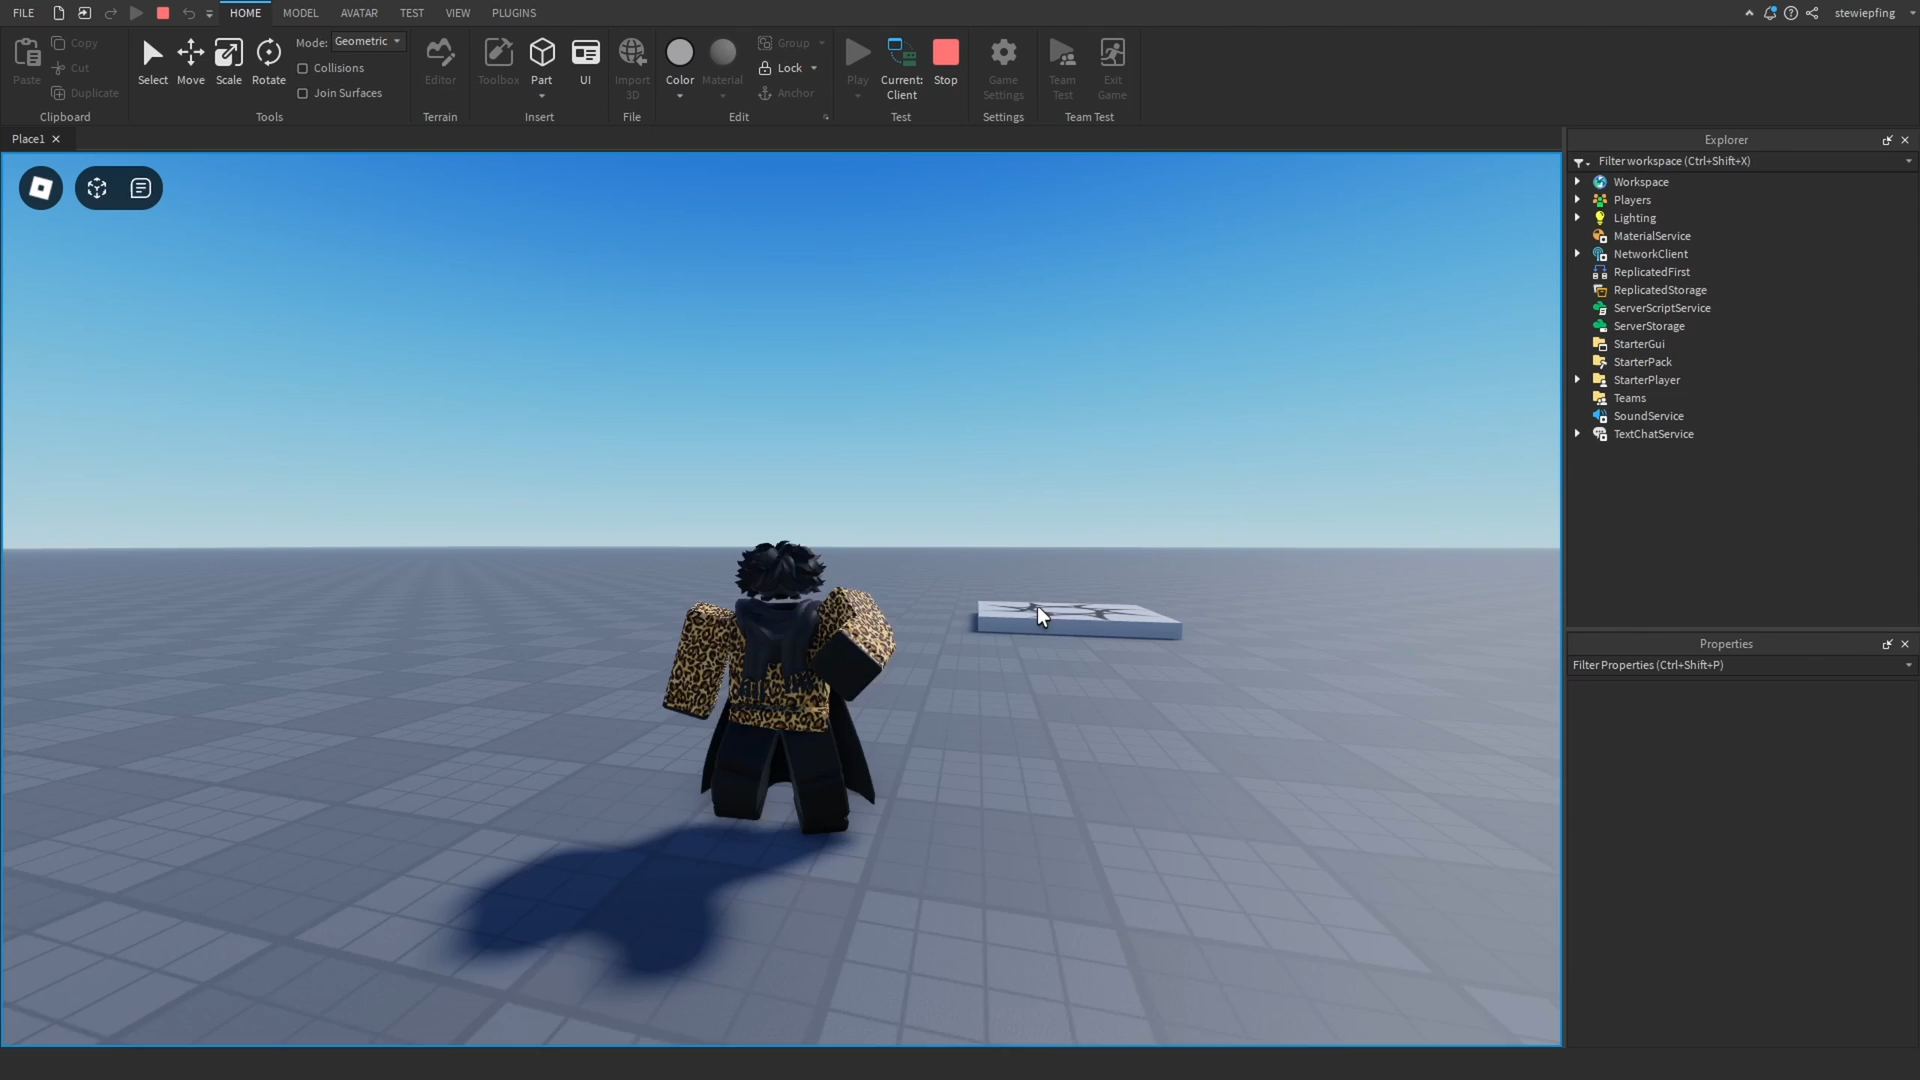 FILE HOME MODEL AVATAR TEST VIEW PLUGINS stewiepfing
Paste Copy Cut Duplicate
Clipboard
Select Move Scale Rotate
Mode: Geometric
Collisions
Join Surfaces
Tools
Editor
Terrain
Toolbox Part UI
Insert
Import 3D
File
Color Material
Group
Lock
Anchor
Edit
Play Current: Client Stop
Test
Game Settings
Settings
Team Test Exit Game
Team Test
Place1
Explorer
Filter workspace (Ctrl+Shift+X)
Workspace
Players
Lighting
MaterialService
NetworkClient
ReplicatedFirst
ReplicatedStorage
ServerScriptService
ServerStorage
StarterGui
StarterPack
StarterPlayer
Teams
SoundService
TextChatService
Properties
Filter Properties (Ctrl+Shift+P)